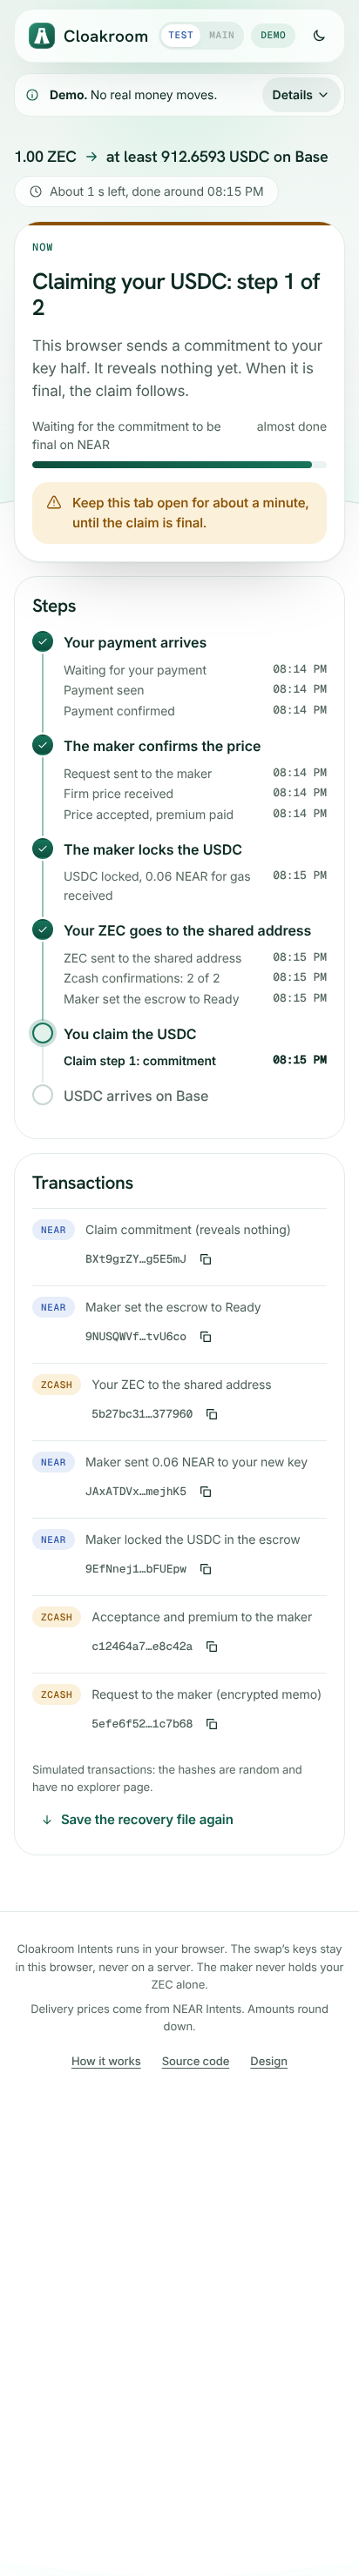 Cloakroom TEST MAIN DEMO
Demo. No real money moves. Details
1.00 ZEC → at least 912.6593 USDC on Base
About 1 s left, done around 08:15 PM
NOW
Claiming your USDC: step 1 of
2
This browser sends a commitment to your
key half. It reveals nothing yet. When it is
final, the claim follows.
Waiting for the commitment to be almost done
final on NEAR
Keep this tab open for about a minute,
until the claim is final.
Steps
Your payment arrives
Waiting for your payment 08:14 PM
Payment seen 08:14 PM
Payment confirmed 08:14 PM
The maker confirms the price
Request sent to the maker 08:14 PM
Firm price received 08:14 PM
Price accepted, premium paid 08:14 PM
The maker locks the USDC
USDC locked, 0.06 NEAR for gas 08:15 PM
received
Your ZEC goes to the shared address
ZEC sent to the shared address 08:15 PM
Zcash confirmations: 2 of 2 08:15 PM
Maker set the escrow to Ready 08:15 PM
You claim the USDC
Claim step 1: commitment 08:15 PM
USDC arrives on Base
Transactions
NEAR Claim commitment (reveals nothing)
BXt9grZY…g5E5mJ
NEAR Maker set the escrow to Ready
9NUSQWVf…tvU6co
ZCASH Your ZEC to the shared address
5b27bc31…377960
NEAR Maker sent 0.06 NEAR to your new key
JAxATDVx…mejhK5
NEAR Maker locked the USDC in the escrow
9EfNnej1…bFUEpw
ZCASH Acceptance and premium to the maker
c12464a7…e8c42a
ZCASH Request to the maker (encrypted memo)
5efe6f52…1c7b68
Simulated transactions: the hashes are random and
have no explorer page.
↓ Save the recovery file again
Cloakroom Intents runs in your browser. The swap's keys stay
in this browser, never on a server. The maker never holds your
ZEC alone.
Delivery prices come from NEAR Intents. Amounts round
down.
How it works Source code Design